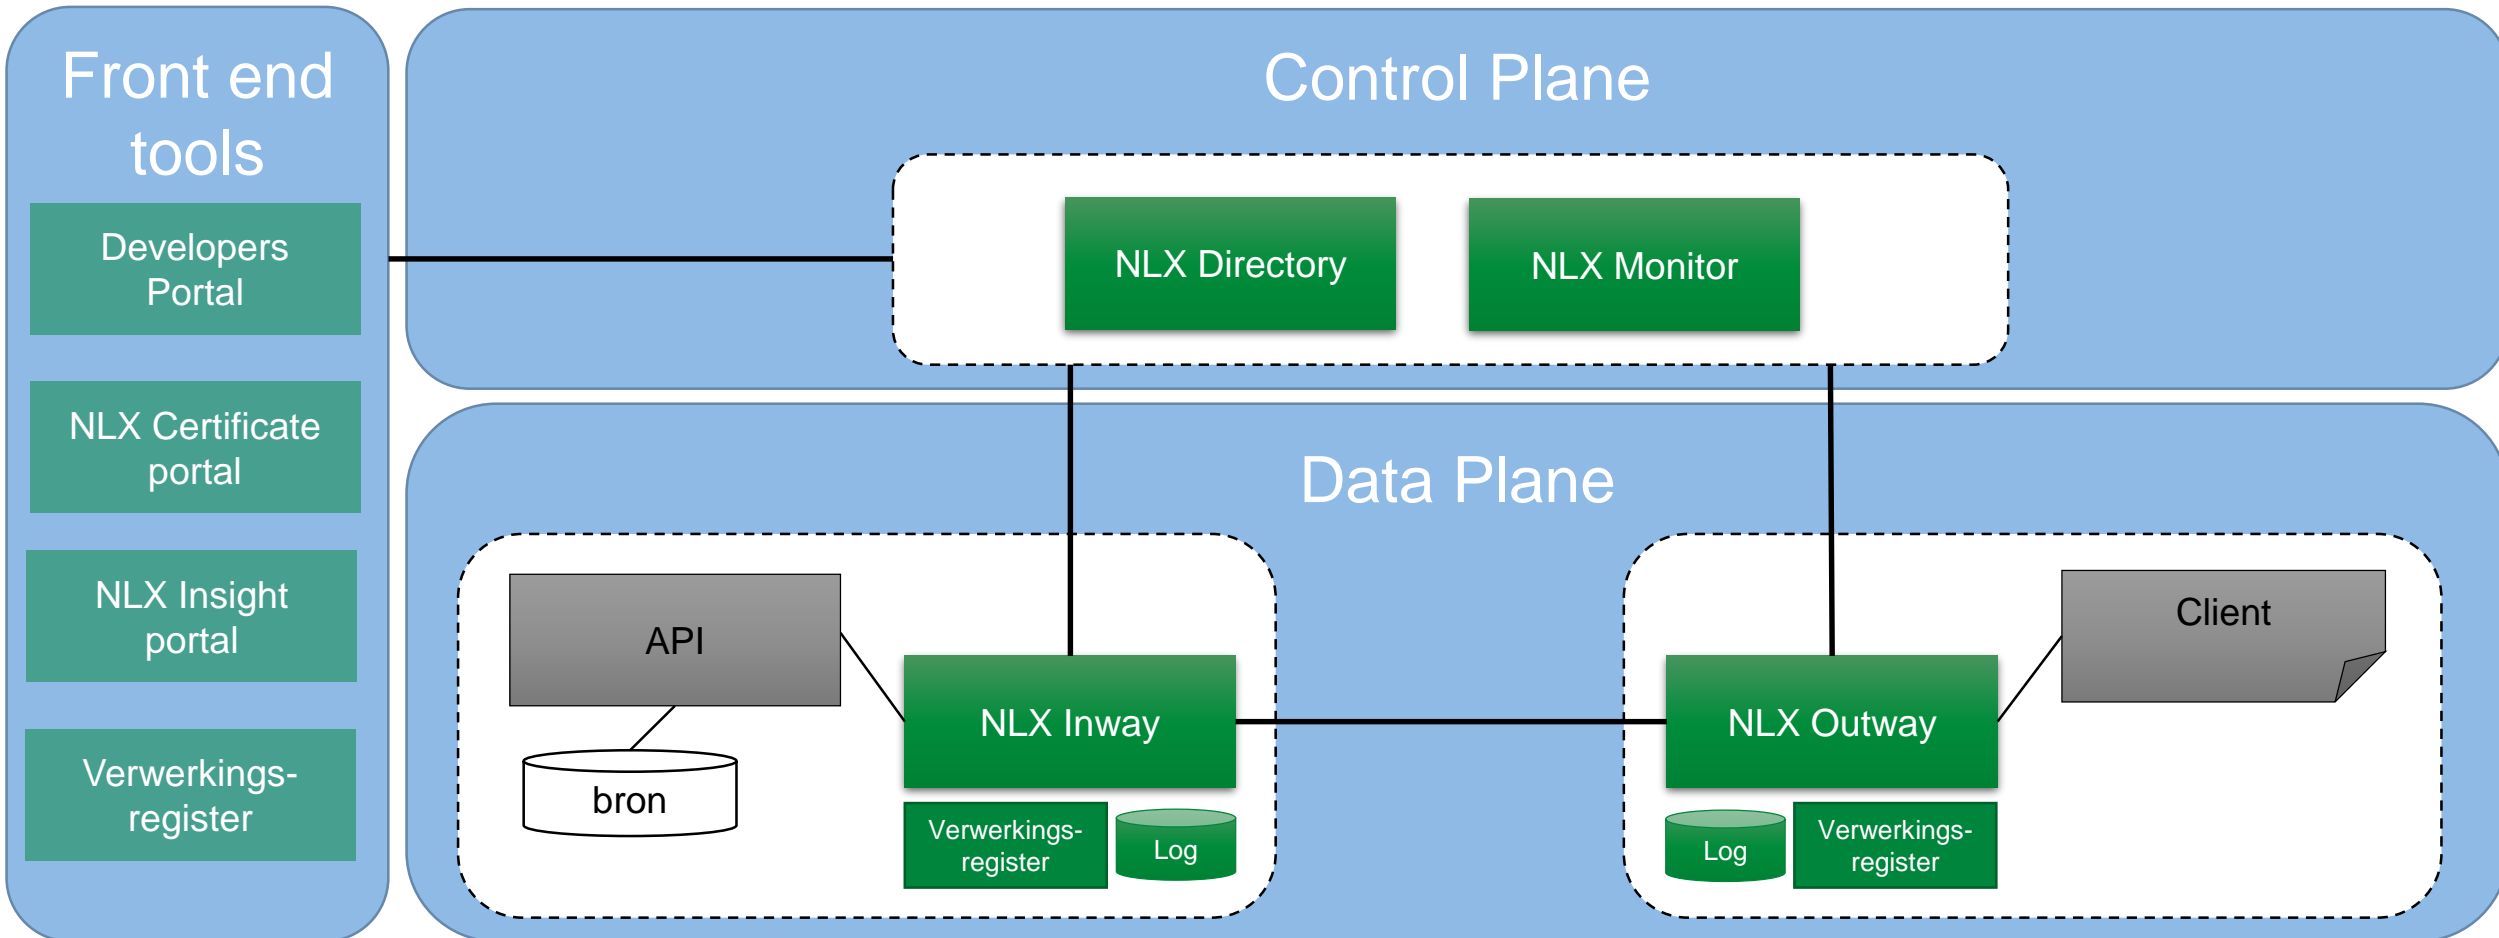 Front end
tools
Developers
Portal
NLX Certificate
portal
NLX Insight
portal
Verwerkings-
register
Control Plane
NLX Directory
NLX Monitor
Data Plane
API
bron
NLX Inway
Verwerkings-
register
Log
NLX Outway
Log
Verwerkings-
register
Client